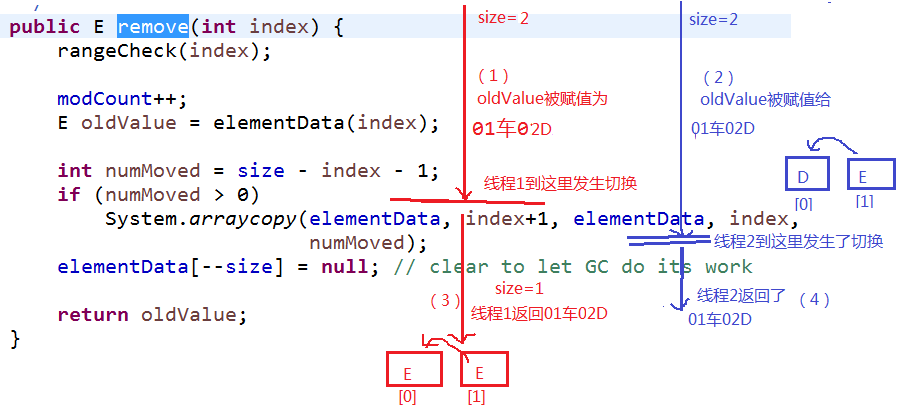 public E remove(int index) {
rangeCheck(index);
modCount++;
E oldValue = elementData(index);
int numMoved = size - index - 1;
if (numMoved > 0)
System.arraycopy(elementData, index+1, elementData, index,
numMoved);
elementData[--size] = null; // clear to let GC do its work
return oldValue;
}
size=2
（1）
oldValue被赋值为
01车02D
线程1到这里发生切换
size=1
（3）
线程1返回01车02D
E
E
[0]
[1]
size=2
（2）
oldValue被赋值给
01车02D
D
E
[0]
[1]
线程2到这里发生了切换
线程2返回了
01车02D
（4）